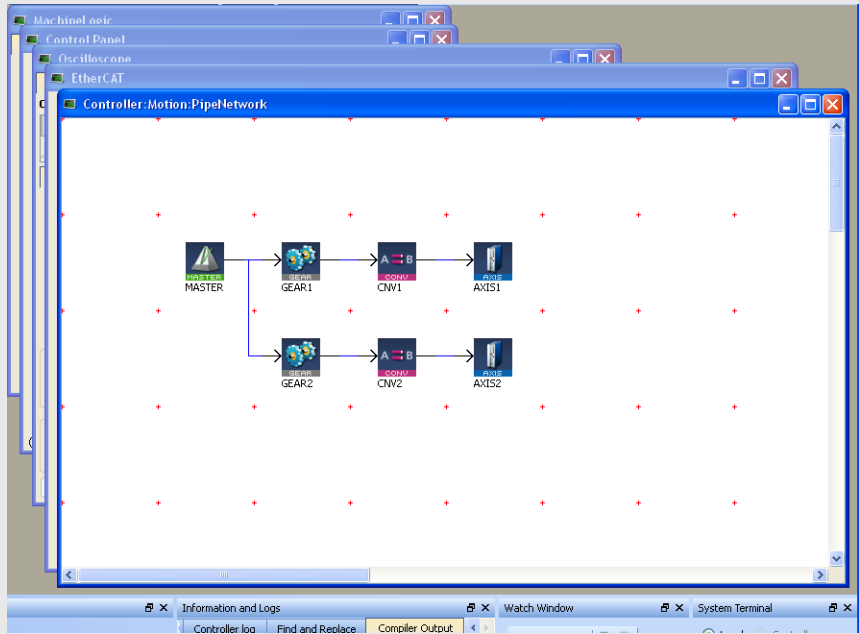 MachineLogic
Control Panel
Oscilloscope
EtherCAT
Controller:Motion:PipeNetwork
MASTER GEAR A = B CONV AXIS
MASTER GEAR1 CNV1 AXIS1
GEAR A = B CONV AXIS
GEAR2 CNV2 AXIS2
Information and Logs Watch Window System Terminal
Controller log Find and Replace Compiler Output